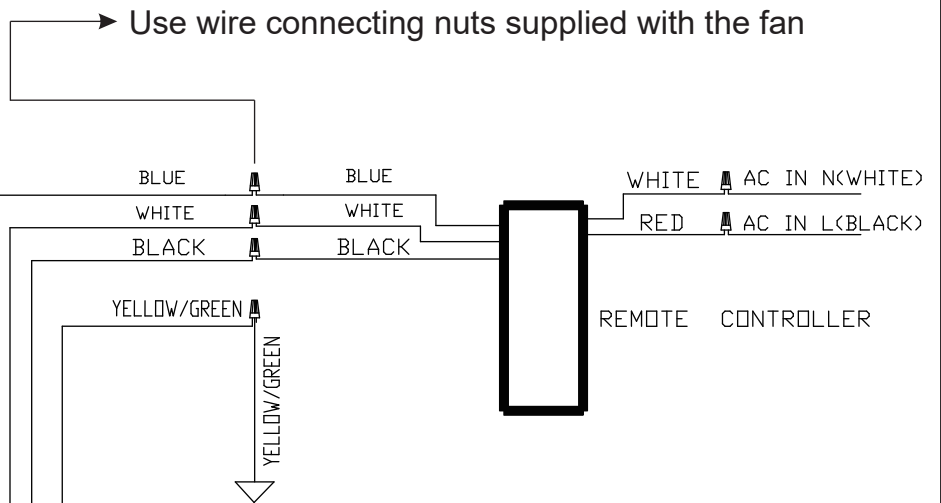 Use wire connecting nuts supplied with the fan
BLUE
BLUE
WHITE
AC IN N(WHITE)
WHITE
WHITE
RED
AC IN L(BLACK)
BLACK
BLACK
YELLOW/GREEN
REMOTE CONTROLLER
YELLOW/GREEN